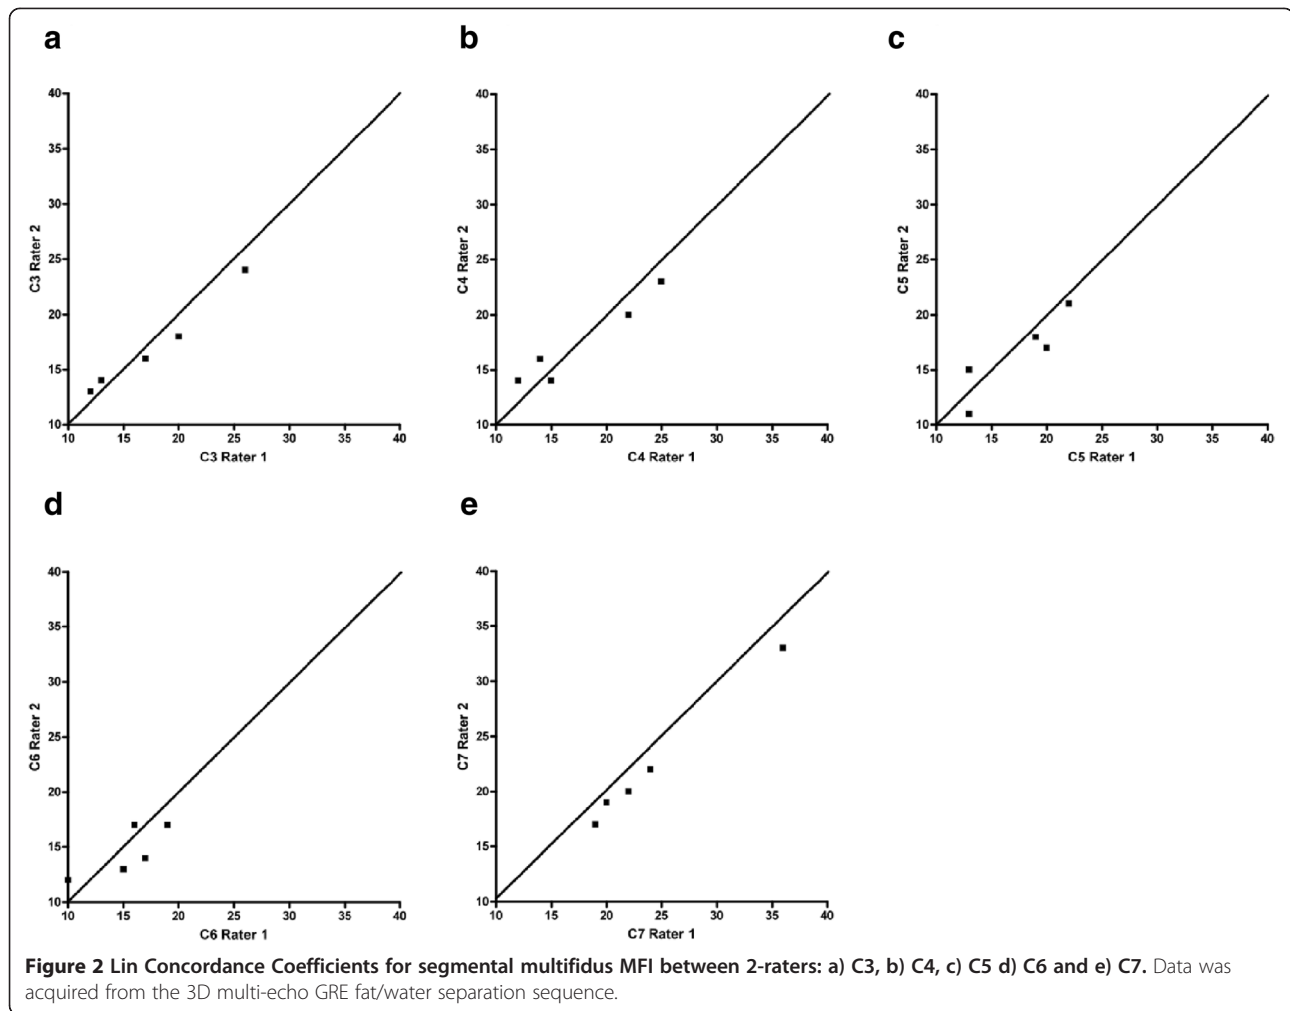 a
b
c
40
35
30
25
20
15
10
10 15 20 25 30 35 40
C3 Rater 2
C3 Rater 1
40
35
30
25
20
15
10
10 15 20 25 30 35 40
C4 Rater 2
C4 Rater 1
40
35
30
25
20
15
10
10 15 20 25 30 35 40
C5 Rater 2
C5 Rater 1
d
e
40
35
30
25
20
15
10
10 15 20 25 30 35 40
C6 Rater 2
C6 Rater 1
40
35
30
25
20
15
10
10 15 20 25 30 35 40
C7 Rater 2
C7 Rater 1
Figure 2 Lin Concordance Coefficients for segmental multifidus MFI between 2-raters: a) C3, b) C4, c) C5 d) C6 and e) C7. Data was
acquired from the 3D multi-echo GRE fat/water separation sequence.